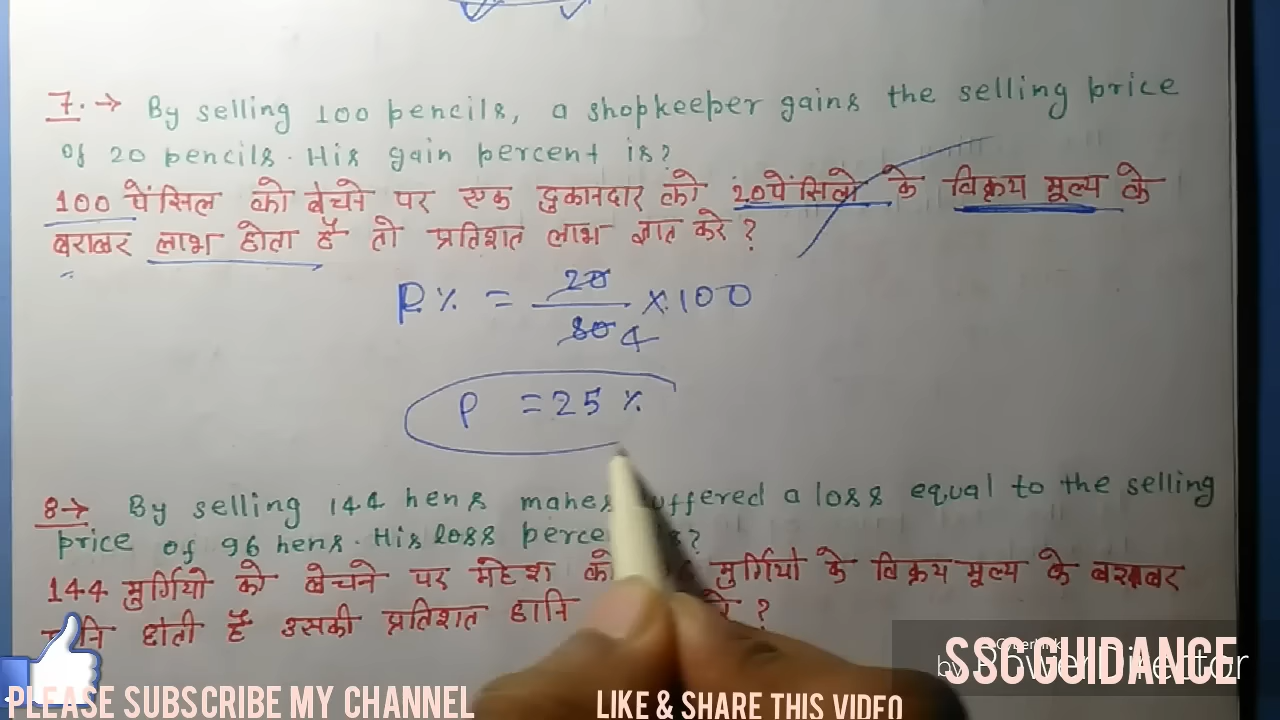 7.→ By selling 100 pencils, a shopkeeper gains the selling price
of 20 pencils. His gain percent is?
100 पेंसिल को बेचने पर एक दुकानदार को 20 पेंसिलो के विक्रय मूल्य के
बराबर लाभ होता है तो प्रतिशत लाभ ज्ञात करे ?
P% = 20/80 4 × 100
P = 25 %
8→ By selling 144 hens mahes uffered a loss equal to the selling
price of 96 hens. His loss perce ?
144 मुर्गियो को बेचने पर महेश को मुर्गियो के विक्रय मूल्य के बराबर
होती है उसकी प्रतिशत हानि ?
SSC GUIDANCE
by PowerDirector
PLEASE SUBSCRIBE MY CHANNEL
LIKE & SHARE THIS VIDEO